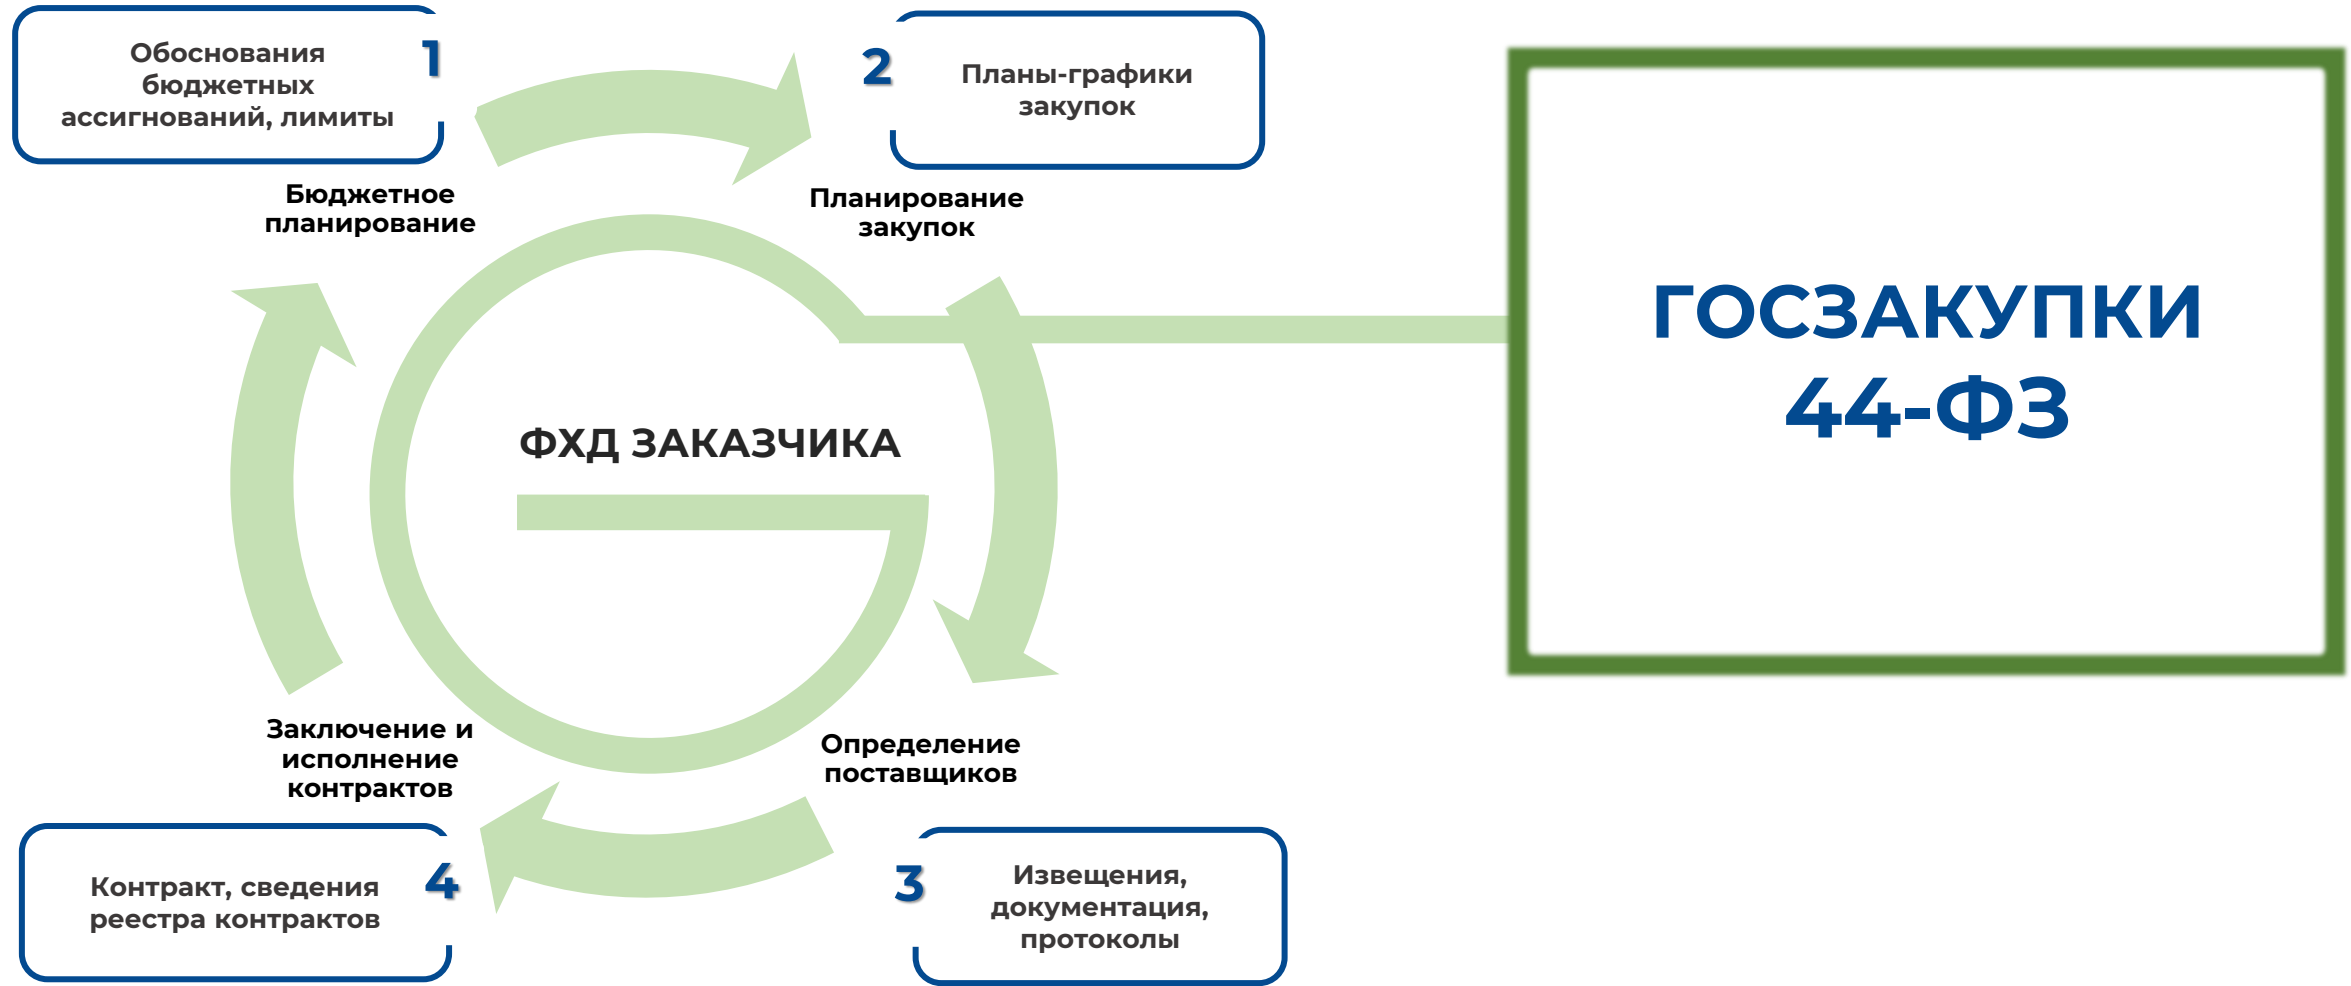 Обоснования
бюджетных
ассигнований, лимиты
1
Бюджетное
планирование
2
Планы-графики
закупок
Планирование
закупок
ГОСЗАКУПКИ
44-ФЗ
ФХД ЗАКАЗЧИКА
Заключение и
исполнение
контрактов
Определение
поставщиков
Контракт, сведения
реестра контрактов
4
3
Извещения,
документация,
протоколы